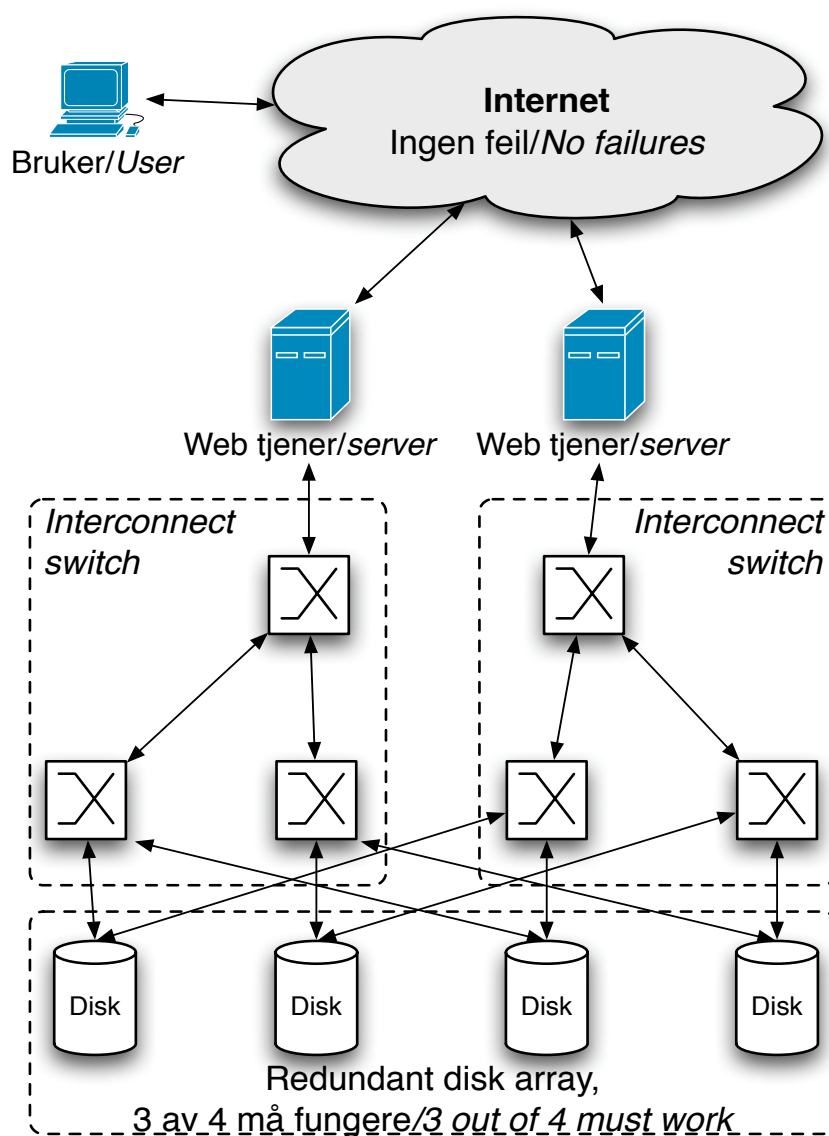 Internet
Ingen feil/No failures
Bruker/User
Web tjener/server
Web tjener/server
Interconnect
switch
Interconnect
switch
Disk
Disk
Disk
Disk
Redundant disk array,
3 av 4 må fungere/3 out of 4 must work